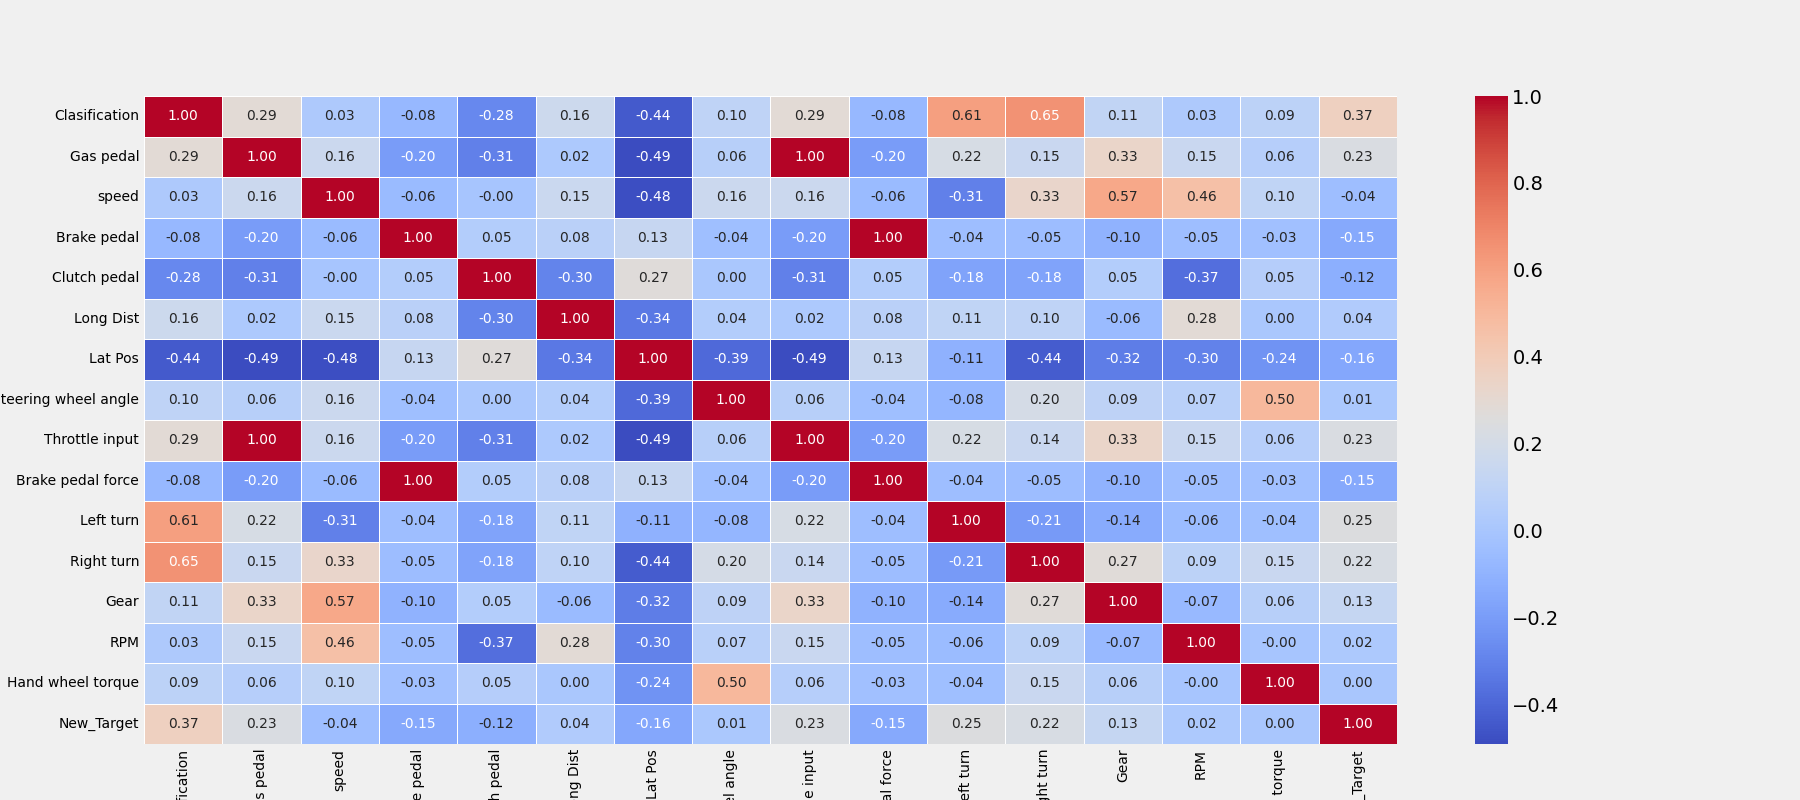 Clasification 1.00 0.29 0.03 -0.08 -0.28 0.16 -0.44 0.10 0.29 -0.08 0.61 0.65 0.11 0.03 0.09 0.37
Gas pedal 0.29 1.00 0.16 -0.20 -0.31 0.02 -0.49 0.06 1.00 -0.20 0.22 0.15 0.33 0.15 0.06 0.23
speed 0.03 0.16 1.00 -0.06 -0.00 0.15 -0.48 0.16 0.16 -0.06 -0.31 0.33 0.57 0.46 0.10 -0.04
Brake pedal -0.08 -0.20 -0.06 1.00 0.05 0.08 0.13 -0.04 -0.20 1.00 -0.04 -0.05 -0.10 -0.05 -0.03 -0.15
Clutch pedal -0.28 -0.31 -0.00 0.05 1.00 -0.30 0.27 0.00 -0.31 0.05 -0.18 -0.18 0.05 -0.37 0.05 -0.12
Long Dist 0.16 0.02 0.15 0.08 -0.30 1.00 -0.34 0.04 0.02 0.08 0.11 0.10 -0.06 0.28 0.00 0.04
Lat Pos -0.44 -0.49 -0.48 0.13 0.27 -0.34 1.00 -0.39 -0.49 0.13 -0.11 -0.44 -0.32 -0.30 -0.24 -0.16
teering wheel angle 0.10 0.06 0.16 -0.04 0.00 0.04 -0.39 1.00 0.06 -0.04 -0.08 0.20 0.09 0.07 0.50 0.01
Throttle input 0.29 1.00 0.16 -0.20 -0.31 0.02 -0.49 0.06 1.00 -0.20 0.22 0.14 0.33 0.15 0.06 0.23
Brake pedal force -0.08 -0.20 -0.06 1.00 0.05 0.08 0.13 -0.04 -0.20 1.00 -0.04 -0.05 -0.10 -0.05 -0.03 -0.15
Left turn 0.61 0.22 -0.31 -0.04 -0.18 0.11 -0.11 -0.08 0.22 -0.04 1.00 -0.21 -0.14 -0.06 -0.04 0.25
Right turn 0.65 0.15 0.33 -0.05 -0.18 0.10 -0.44 0.20 0.14 -0.05 -0.21 1.00 0.27 0.09 0.15 0.22
Gear 0.11 0.33 0.57 -0.10 0.05 -0.06 -0.32 0.09 0.33 -0.10 -0.14 0.27 1.00 -0.07 0.06 0.13
RPM 0.03 0.15 0.46 -0.05 -0.37 0.28 -0.30 0.07 0.15 -0.05 -0.06 0.09 -0.07 1.00 -0.00 0.02
Hand wheel torque 0.09 0.06 0.10 -0.03 0.05 0.00 -0.24 0.50 0.06 -0.03 -0.04 0.15 0.06 -0.00 1.00 0.00
New_Target 0.37 0.23 -0.04 -0.15 -0.12 0.04 -0.16 0.01 0.23 -0.15 0.25 0.22 0.13 0.02 0.00 1.00
ification
s pedal
speed
e pedal
h pedal
ng Dist
Lat Pos
el angle
e input
al force
eft turn
ght turn
Gear
RPM
torque
_Target
1.0
0.8
0.6
0.4
0.2
0.0
−0.2
−0.4